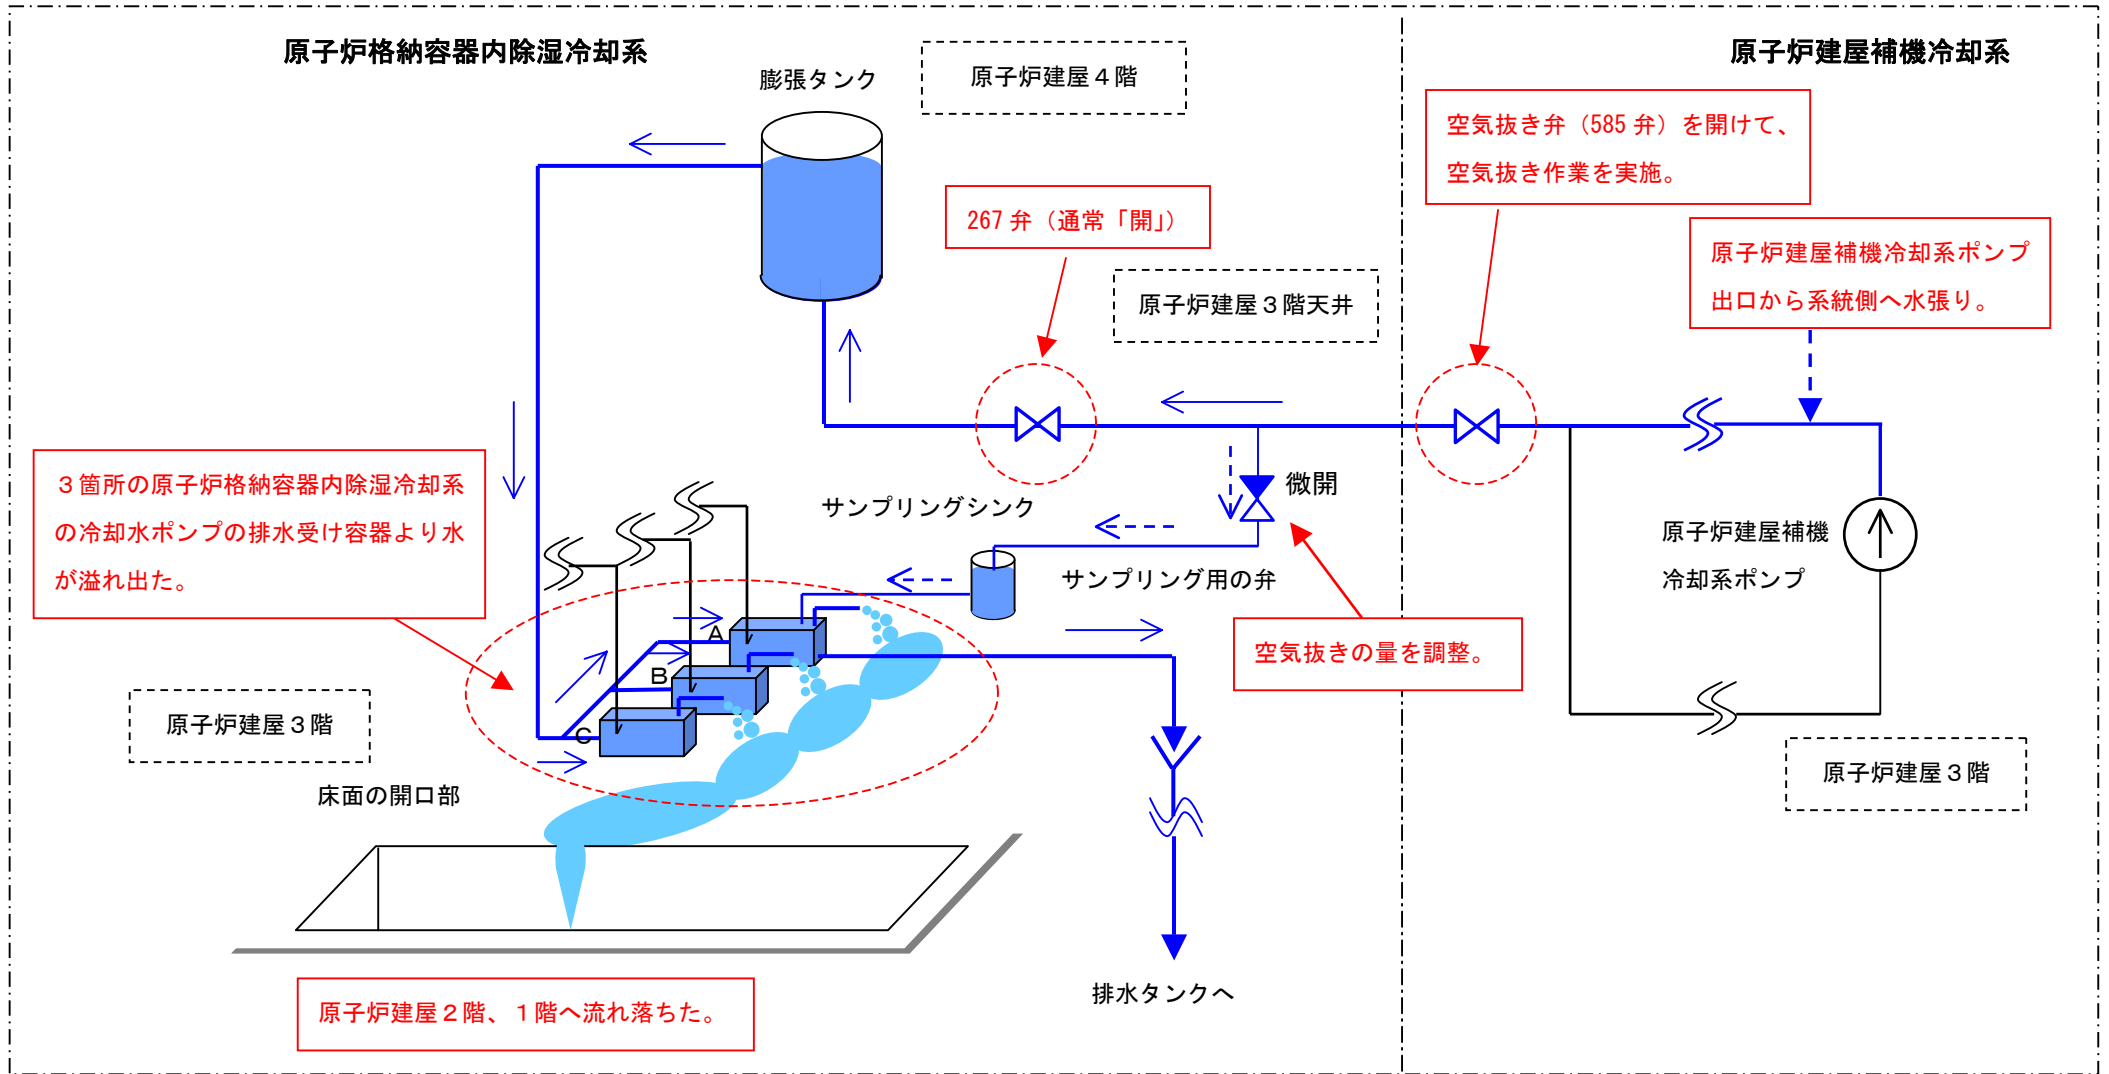 原子炉格納容器内除湿冷却系
原子炉建屋補機冷却系
膨張タンク
原子炉建屋４階
空気抜き弁（585 弁）を開けて、
空気抜き作業を実施。
267 弁（通常「開」）
原子炉建屋補機冷却系ポンプ
出口から系統側へ水張り。
原子炉建屋３階天井
３箇所の原子炉格納容器内除湿冷却系
の冷却水ポンプの排水受け容器より水
が溢れ出た。
サンプリングシンク
微開
原子炉建屋補機
冷却系ポンプ
サンプリング用の弁
空気抜きの量を調整。
A
B
C
原子炉建屋３階
床面の開口部
原子炉建屋３階
排水タンクへ
原子炉建屋２階、１階へ流れ落ちた。